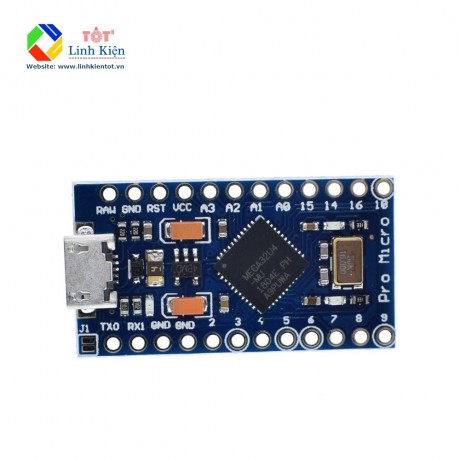 TỐT
Linh Kiện
Website: www.linhkientot.vn
RAW GND RST VCC A3 A2 A1 A0 15 14 16 10
MEGA32U4
Pro Micro
J1 TXO RX1 GND GND 2 3 4 5 6 7 8 9